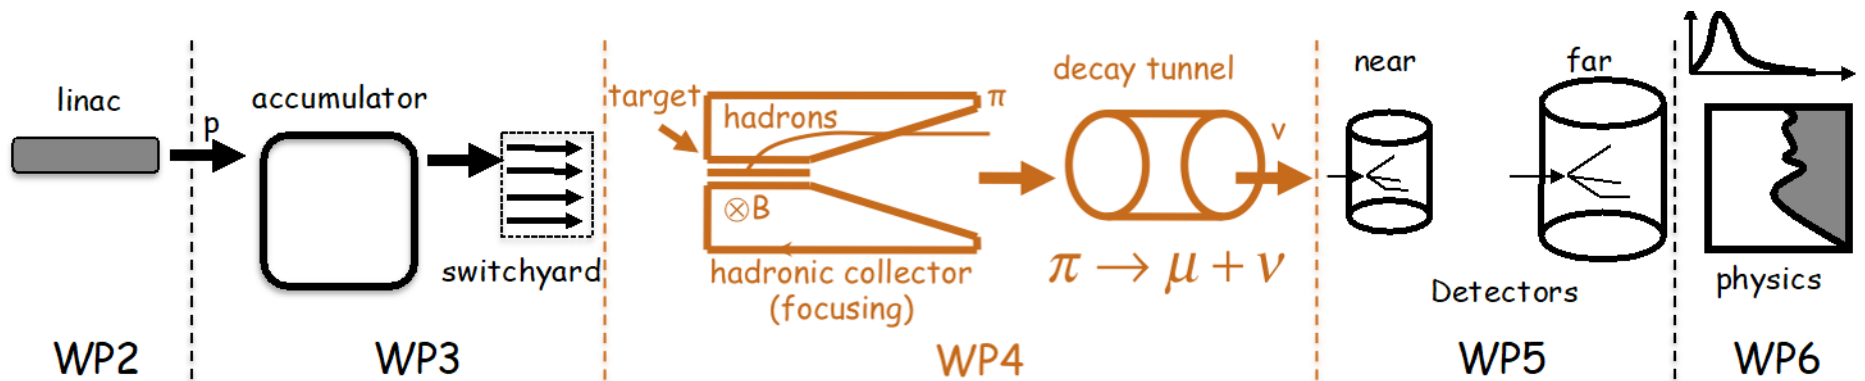 linac
p
accumulator
switchyard
target
hadrons
π
⊗B
hadronic collector
(focusing)
decay tunnel
ν
π → μ + ν
near
far
Detectors
physics
WP2
WP3
WP4
WP5
WP6